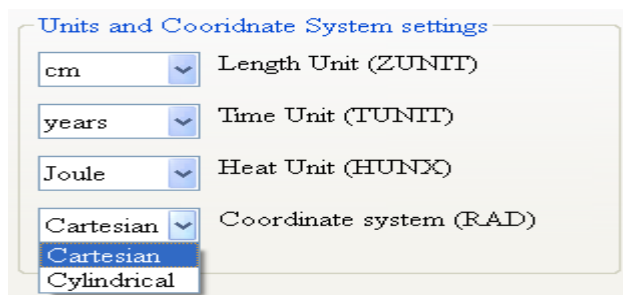 Units and Cooridnate System settings
cm Length Unit (ZUNIT)
years Time Unit (TUNIT)
Joule Heat Unit (HUNX)
Cartesian Coordinate system (RAD)
Cartesian
Cylindrical